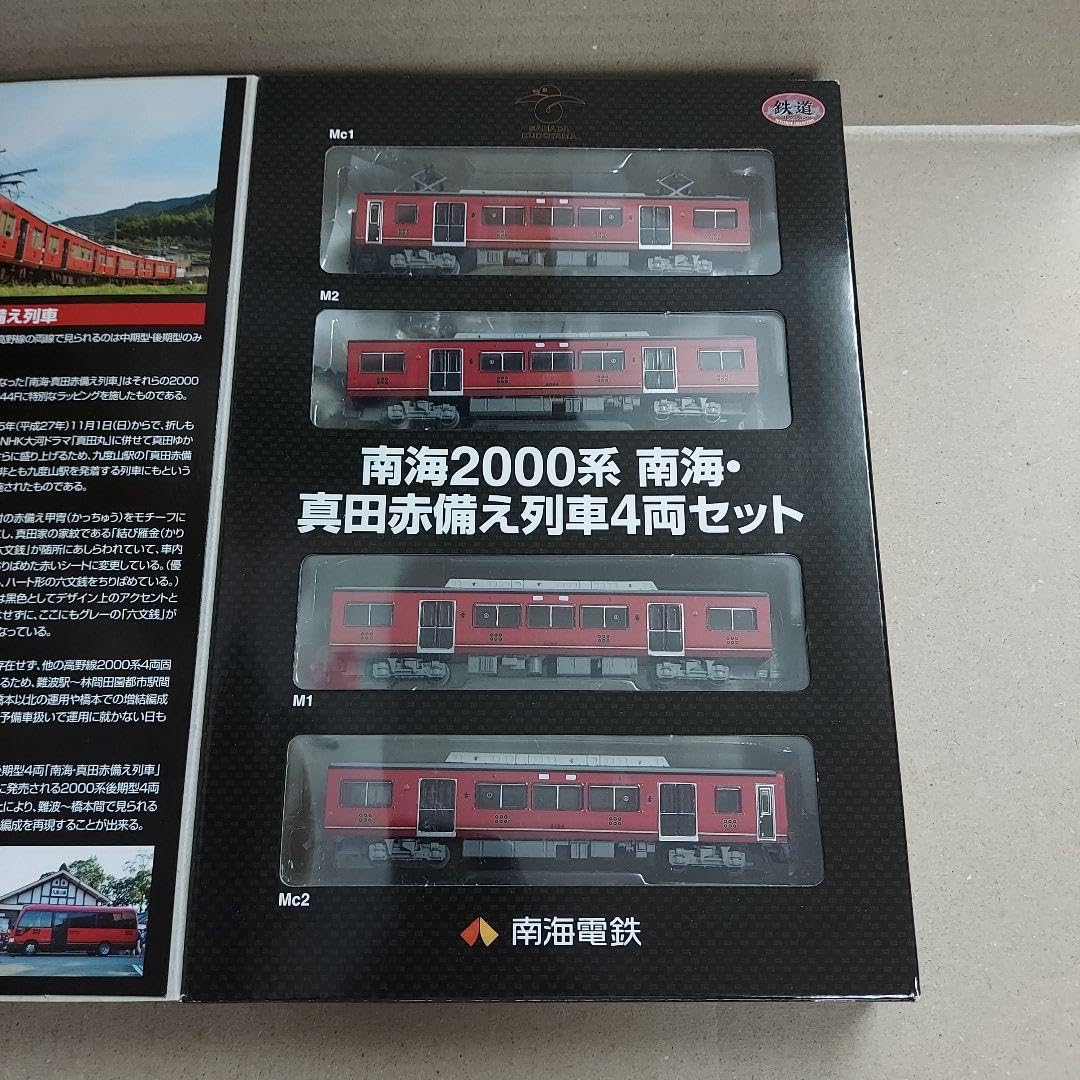 備え列車
高野線の両線で見られるのは中期型・後期型のみ
なった「南海・真田赤備え列車」はそれらの2000
44Fに特別なラッピングを施したものである。
5年(平成27年)11月1日(日)からで、折しも
NHK大河ドラマ「真田丸」に併せて真田ゆか
さらに盛り上げるため、九度山駅の「真田赤備
非とも九度山駅を発着する列車にもという
施されたものである。
村の赤備え甲冑(かっちゅう)をモチーフに
とし、真田家の家紋である「結び雁金(かり
六文銭」が随所にあしらわれていて、車内
ちりばめた赤いシートに変更している。(優
、ハート形の六文銭をちりばめている。)
は黒色としてデザイン上のアクセントと
せずに、ここにもグレーの「六文銭」が
なっている。
存在せず、他の高野線2000系4両固
るため、難波駅~林間田園都市駅間
橋本以北の運用や橋本での増結編成
予備車扱いで運用に就かない日も
後期型4両「南海・真田赤備え列車」
に発売される2000系後期型4両
とにより、難波~橋本間で見られる
編成を再現することが出来る。
SANADA
KUDOYAMA
鉄道
コレクション
Mc1
M2
南海2000系 南海・
真田赤備え列車4両セット
M1
Mc2
南海電鉄